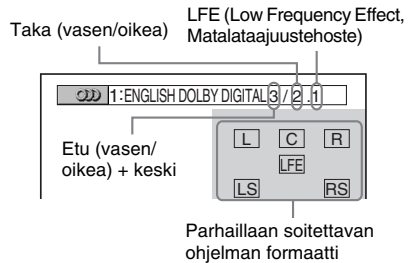 LFE (Low Frequency Effect,
Matalataajuustehoste)
Taka (vasen/oikea)
1:ENGLISH DOLBY DIGITAL 3 / 2 .1
L C R
LFE
LS RS
Etu (vasen/
oikea) + keski
Parhaillaan soitettavan
ohjelman formaatti